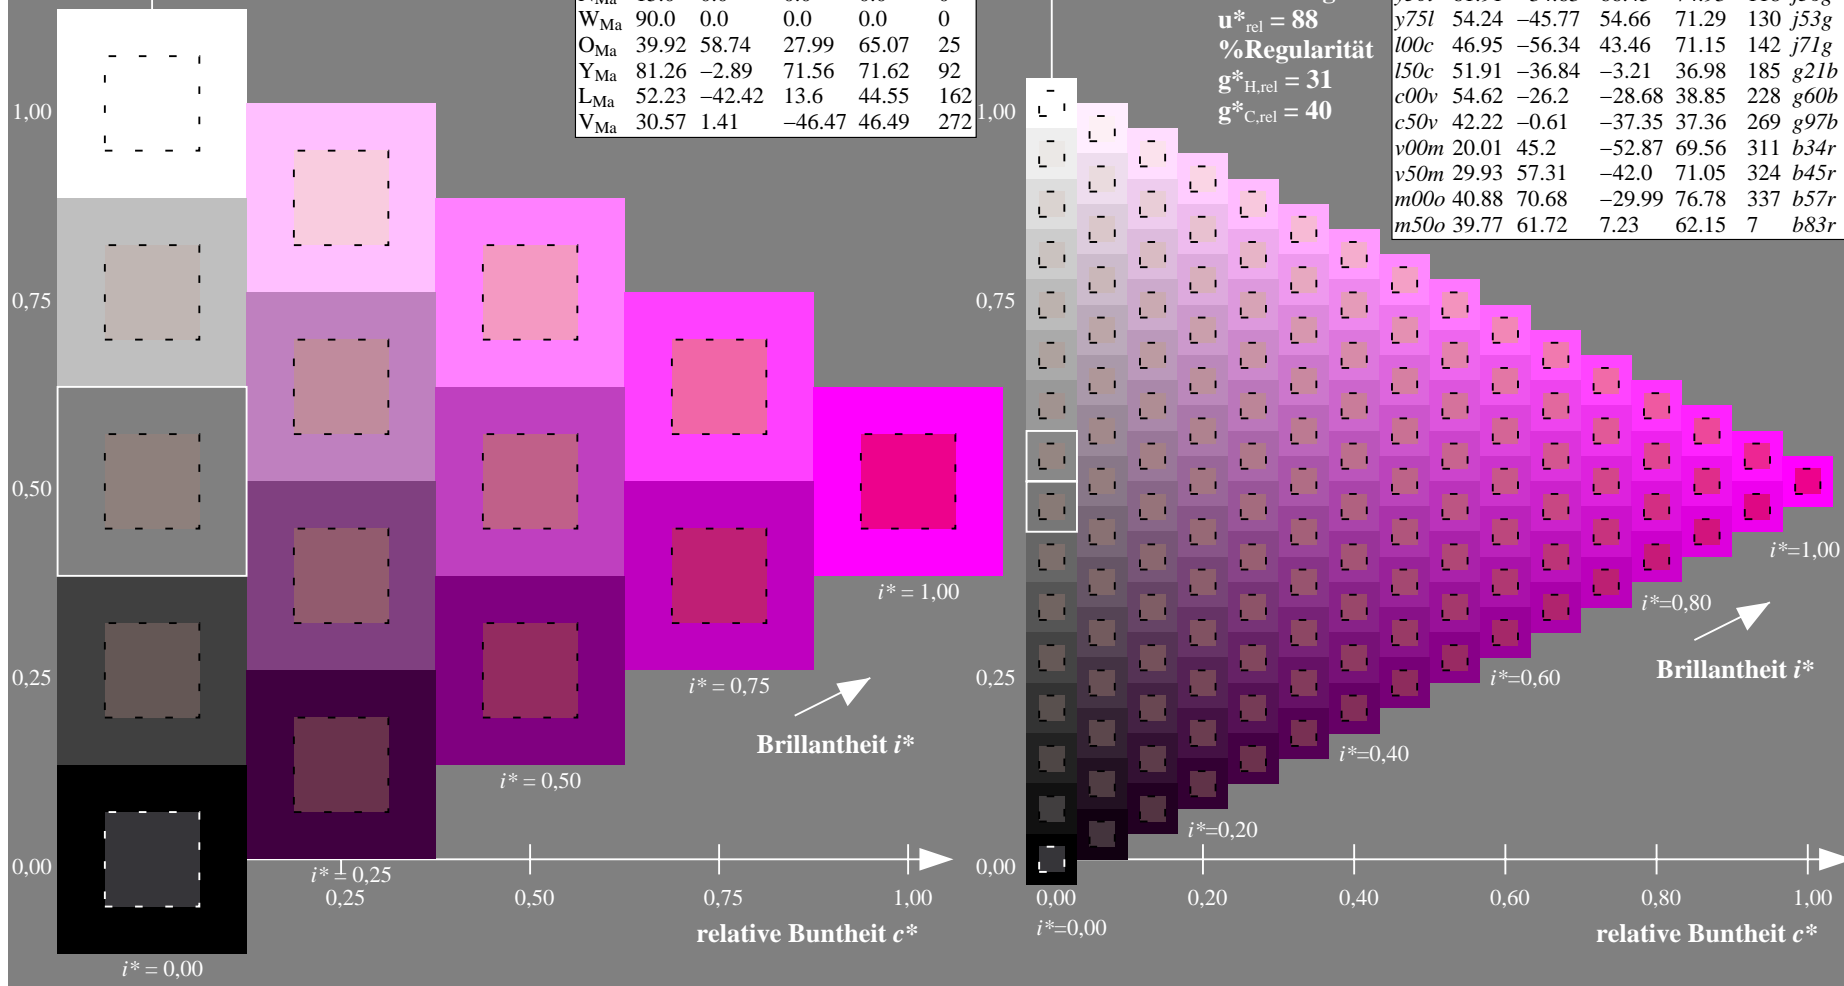 W_Ma 90.0 0.0 0.0 0.0 0
O_Ma 39.92 58.74 27.99 65.07 25
Y_Ma 81.26 −2.89 71.56 71.62 92
L_Ma 52.23 −42.42 13.6 44.55 162
V_Ma 30.57 1.41 −46.47 46.49 272
u*rel = 88
%Regularität
g*H,rel = 31
g*C,rel = 40
y75l 54.24 −45.77 54.66 71.29 130 j53g
l00c 46.95 −56.34 43.46 71.15 142 j71g
l50c 51.91 −36.84 −3.21 36.98 185 g21b
c00v 54.62 −26.2 −28.68 38.85 228 g60b
c50v 42.22 −0.61 −37.35 37.36 269 g97b
v00m 20.01 45.2 −52.87 69.56 311 b34r
v50m 29.93 57.31 −42.0 71.05 324 b45r
m00o 40.88 70.68 −29.99 76.78 337 b57r
m50o 39.77 61.72 7.23 62.15 7 b83r
1,00
0,75
0,50
0,25
0,00
i* = 1,00
i* = 0,75
Brillantheit i*
i* = 0,50
i* = 0,25
0,25 0,50 0,75 1,00
relative Buntheit c*
i* = 0,00
1,00
0,75
0,50
0,25
0,00
i*=1,00
i*=0,80
Brillantheit i*
i*=0,60
i*=0,40
i*=0,20
0,00 0,20 0,40 0,60 0,80 1,00
i*=0,00
relative Buntheit c*